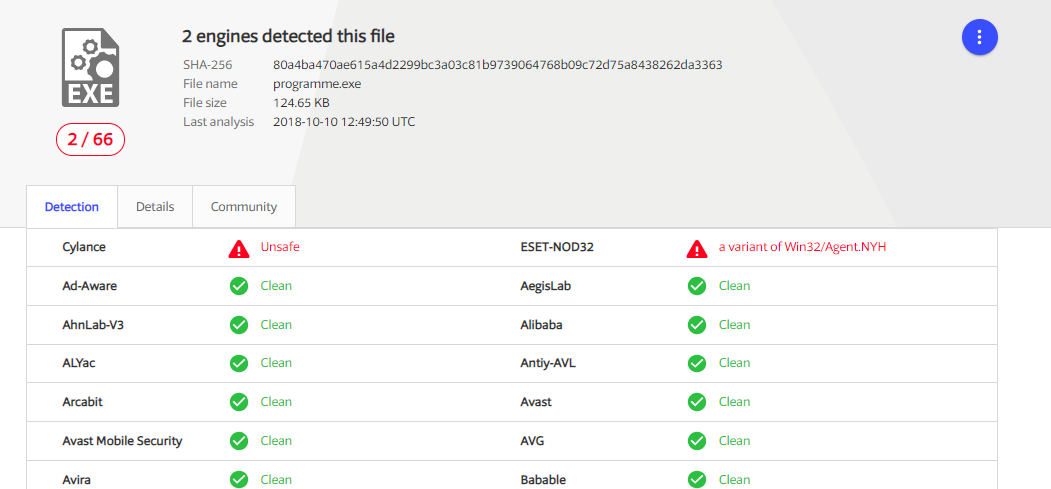 2 engines detected this file
SHA-256 80a4ba470ae615a4d2299bc3a03c81b9739064768b09c72d75a8438262da3363
File name programme.exe
File size 124.65 KB
Last analysis 2018-10-10 12:49:50 UTC
EXE
2 / 66
Detection Details Community
Cylance Unsafe ESET-NOD32 a variant of Win32/Agent.NYH
Ad-Aware Clean AegisLab Clean
AhnLab-V3 Clean Alibaba Clean
ALYac Clean Antiy-AVL Clean
Arcabit Clean Avast Clean
Avast Mobile Security Clean AVG Clean
Avira Clean Babable Clean